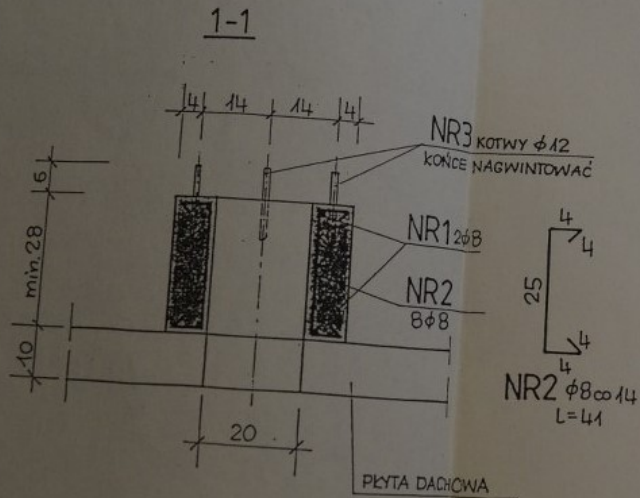 1-1
4 14 14 4
NR3 KOTWY ϕ12
KOŃCE NAGWINTOWAĆ
6
min. 28
10
NR1 2ϕ8
NR2
8ϕ8
20
PŁYTA DACHOWA
4
4
25
4
4
NR2 ϕ8 co 14
L=41